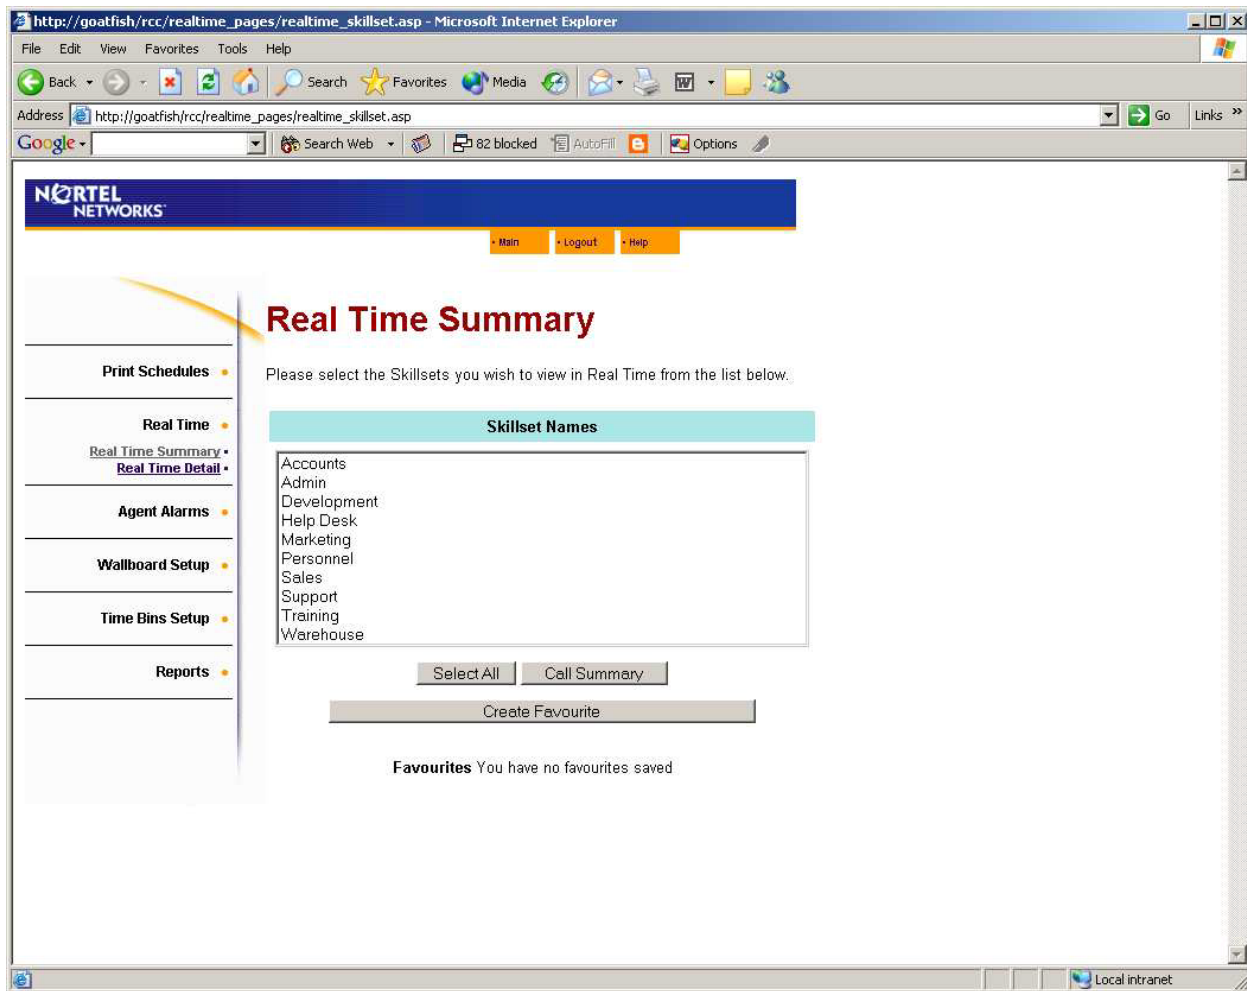 http://goatfish/rcc/realtime_pages/realtime_skillset.asp - Microsoft Internet Explorer
File Edit View Favorites Tools Help
Back Search Favorites Media
Address http://goatfish/rcc/realtime_pages/realtime_skillset.asp Go Links »
Google Search Web 82 blocked AutoFill Options
NORTEL
NETWORKS
• Main • Logout • Help
Real Time Summary
Print Schedules
Please select the Skillsets you wish to view in Real Time from the list below.
Real Time
Real Time Summary
Real Time Detail
Agent Alarms
Wallboard Setup
Time Bins Setup
Reports
Skillset Names
Accounts
Admin
Development
Help Desk
Marketing
Personnel
Sales
Support
Training
Warehouse
Select All Call Summary
Create Favourite
Favourites You have no favourites saved
Local intranet